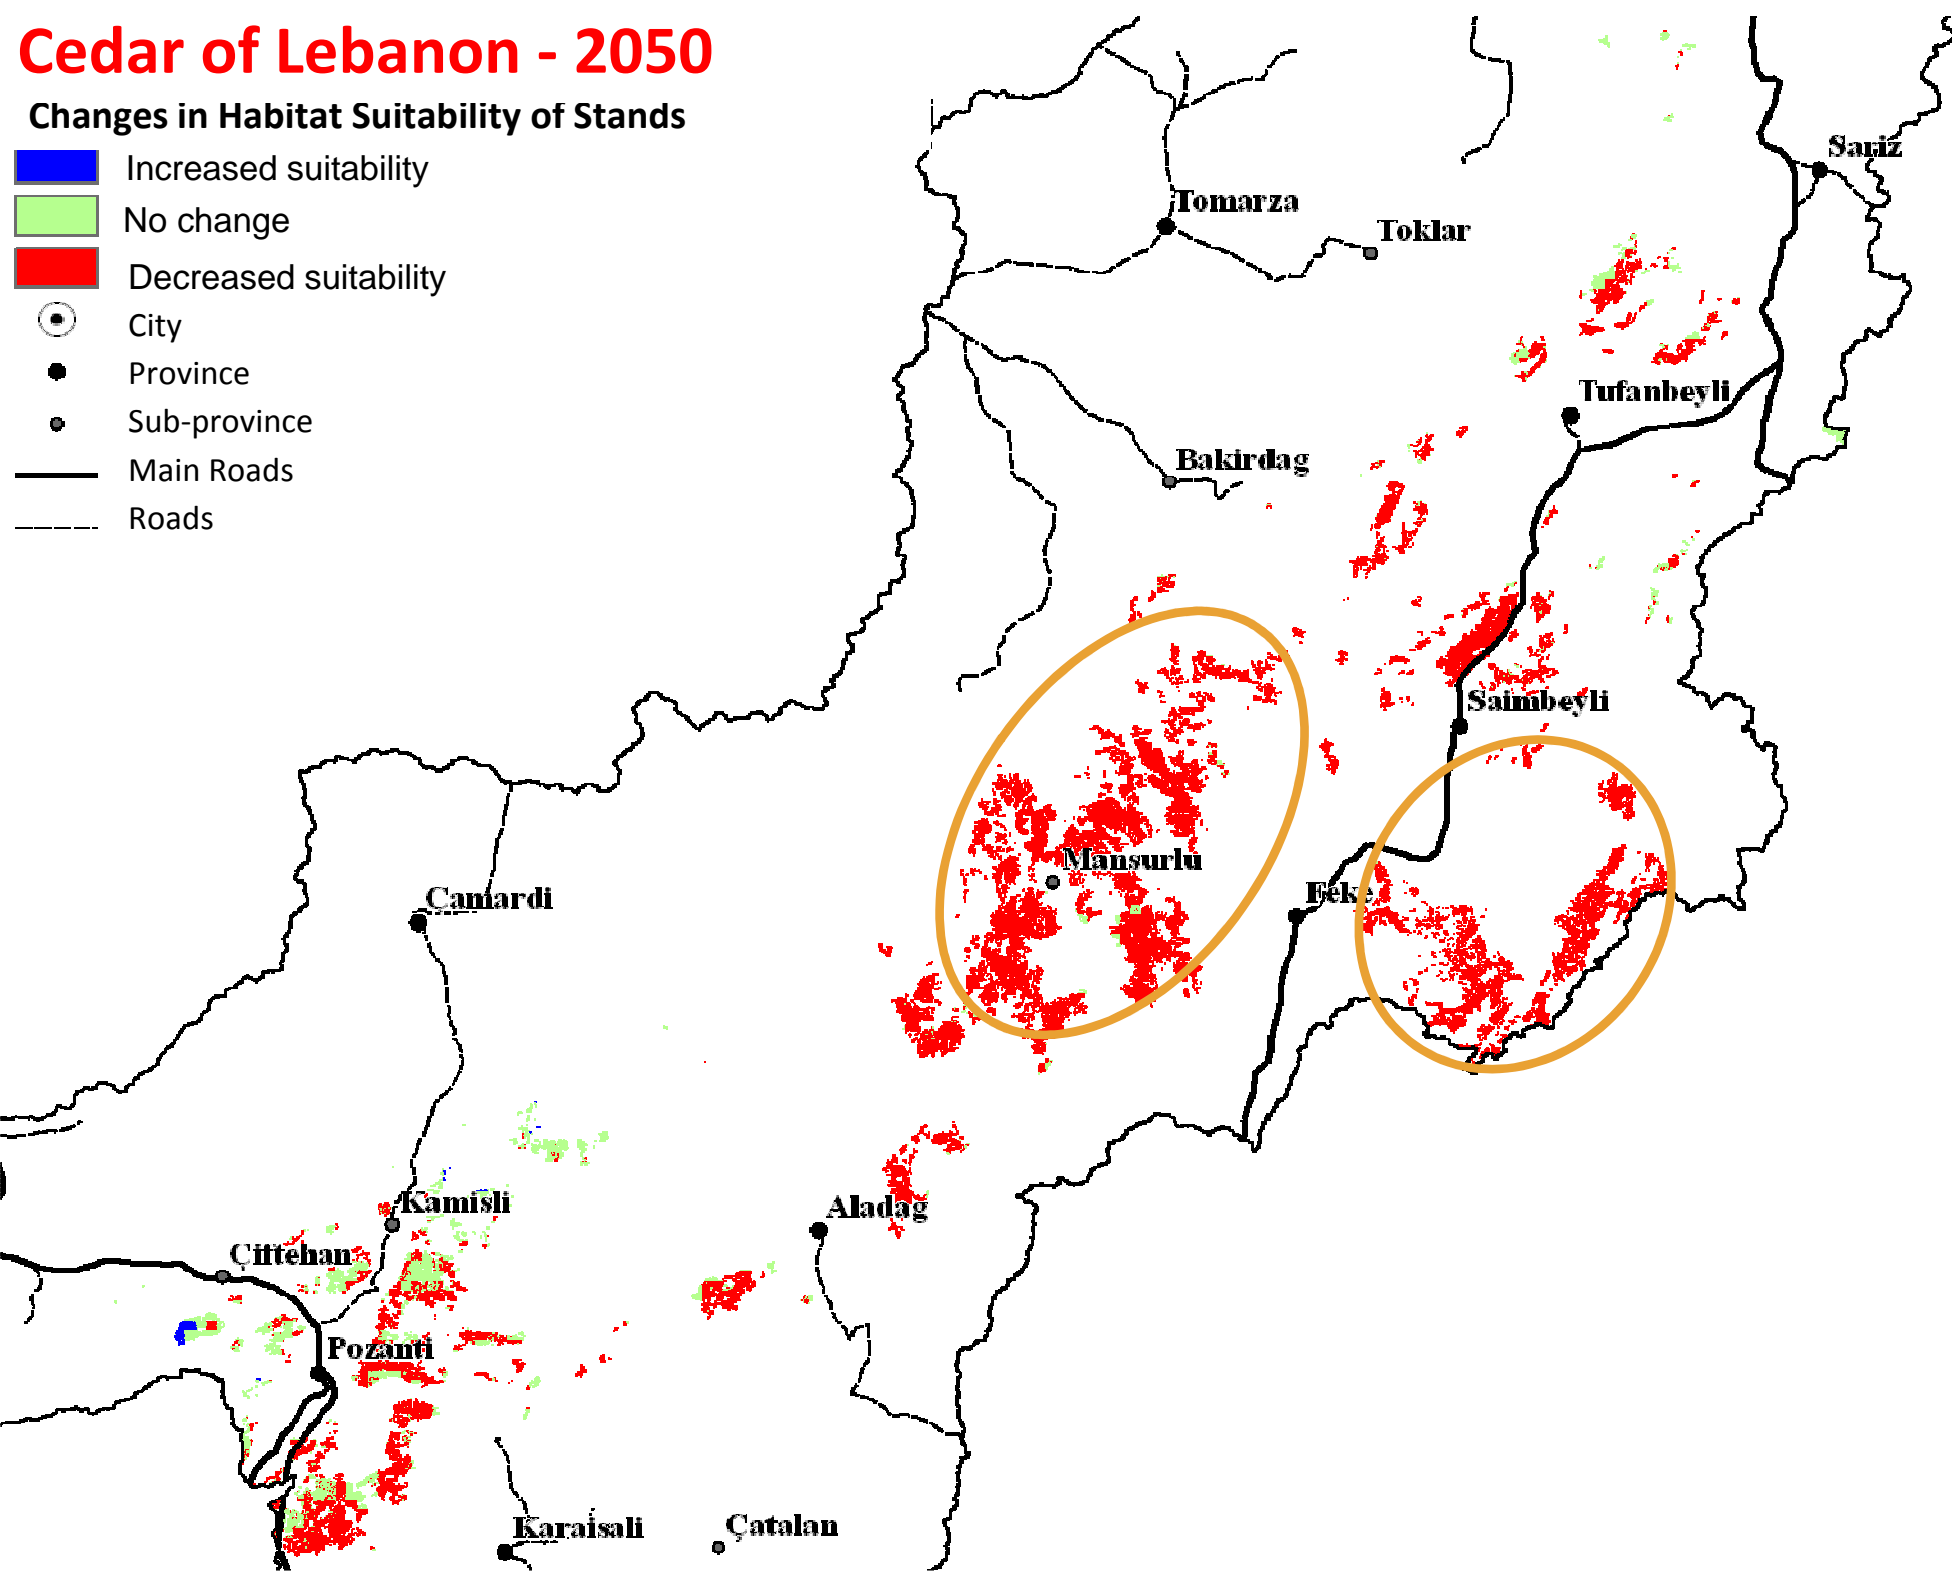 Cedar of Lebanon - 2050
Changes in Habitat Suitability of Stands
Increased suitability
No change
Decreased suitability
City
Province
Sub-province
Main Roads
Roads
Sariz
Tomarza
Toklar
Tufanbeyli
Bakirdag
Saimbeyli
Mansurlu
Feke
Camardi
Kamisli
Aladag
Çiftehan
Pozanti
Karaisali
Çatalan